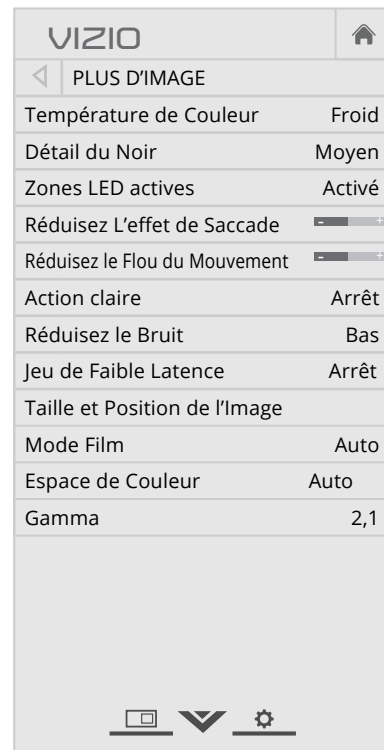 VIZIO
PLUS D’IMAGE
Température de Couleur Froid
Détail du Noir Moyen
Zones LED actives Activé
Réduisez L’effet de Saccade - +
Réduisez le Flou du Mouvement - +
Action claire Arrêt
Réduisez le Bruit Bas
Jeu de Faible Latence Arrêt
Taille et Position de l’Image
Mode Film Auto
Espace de Couleur Auto
Gamma 2,1